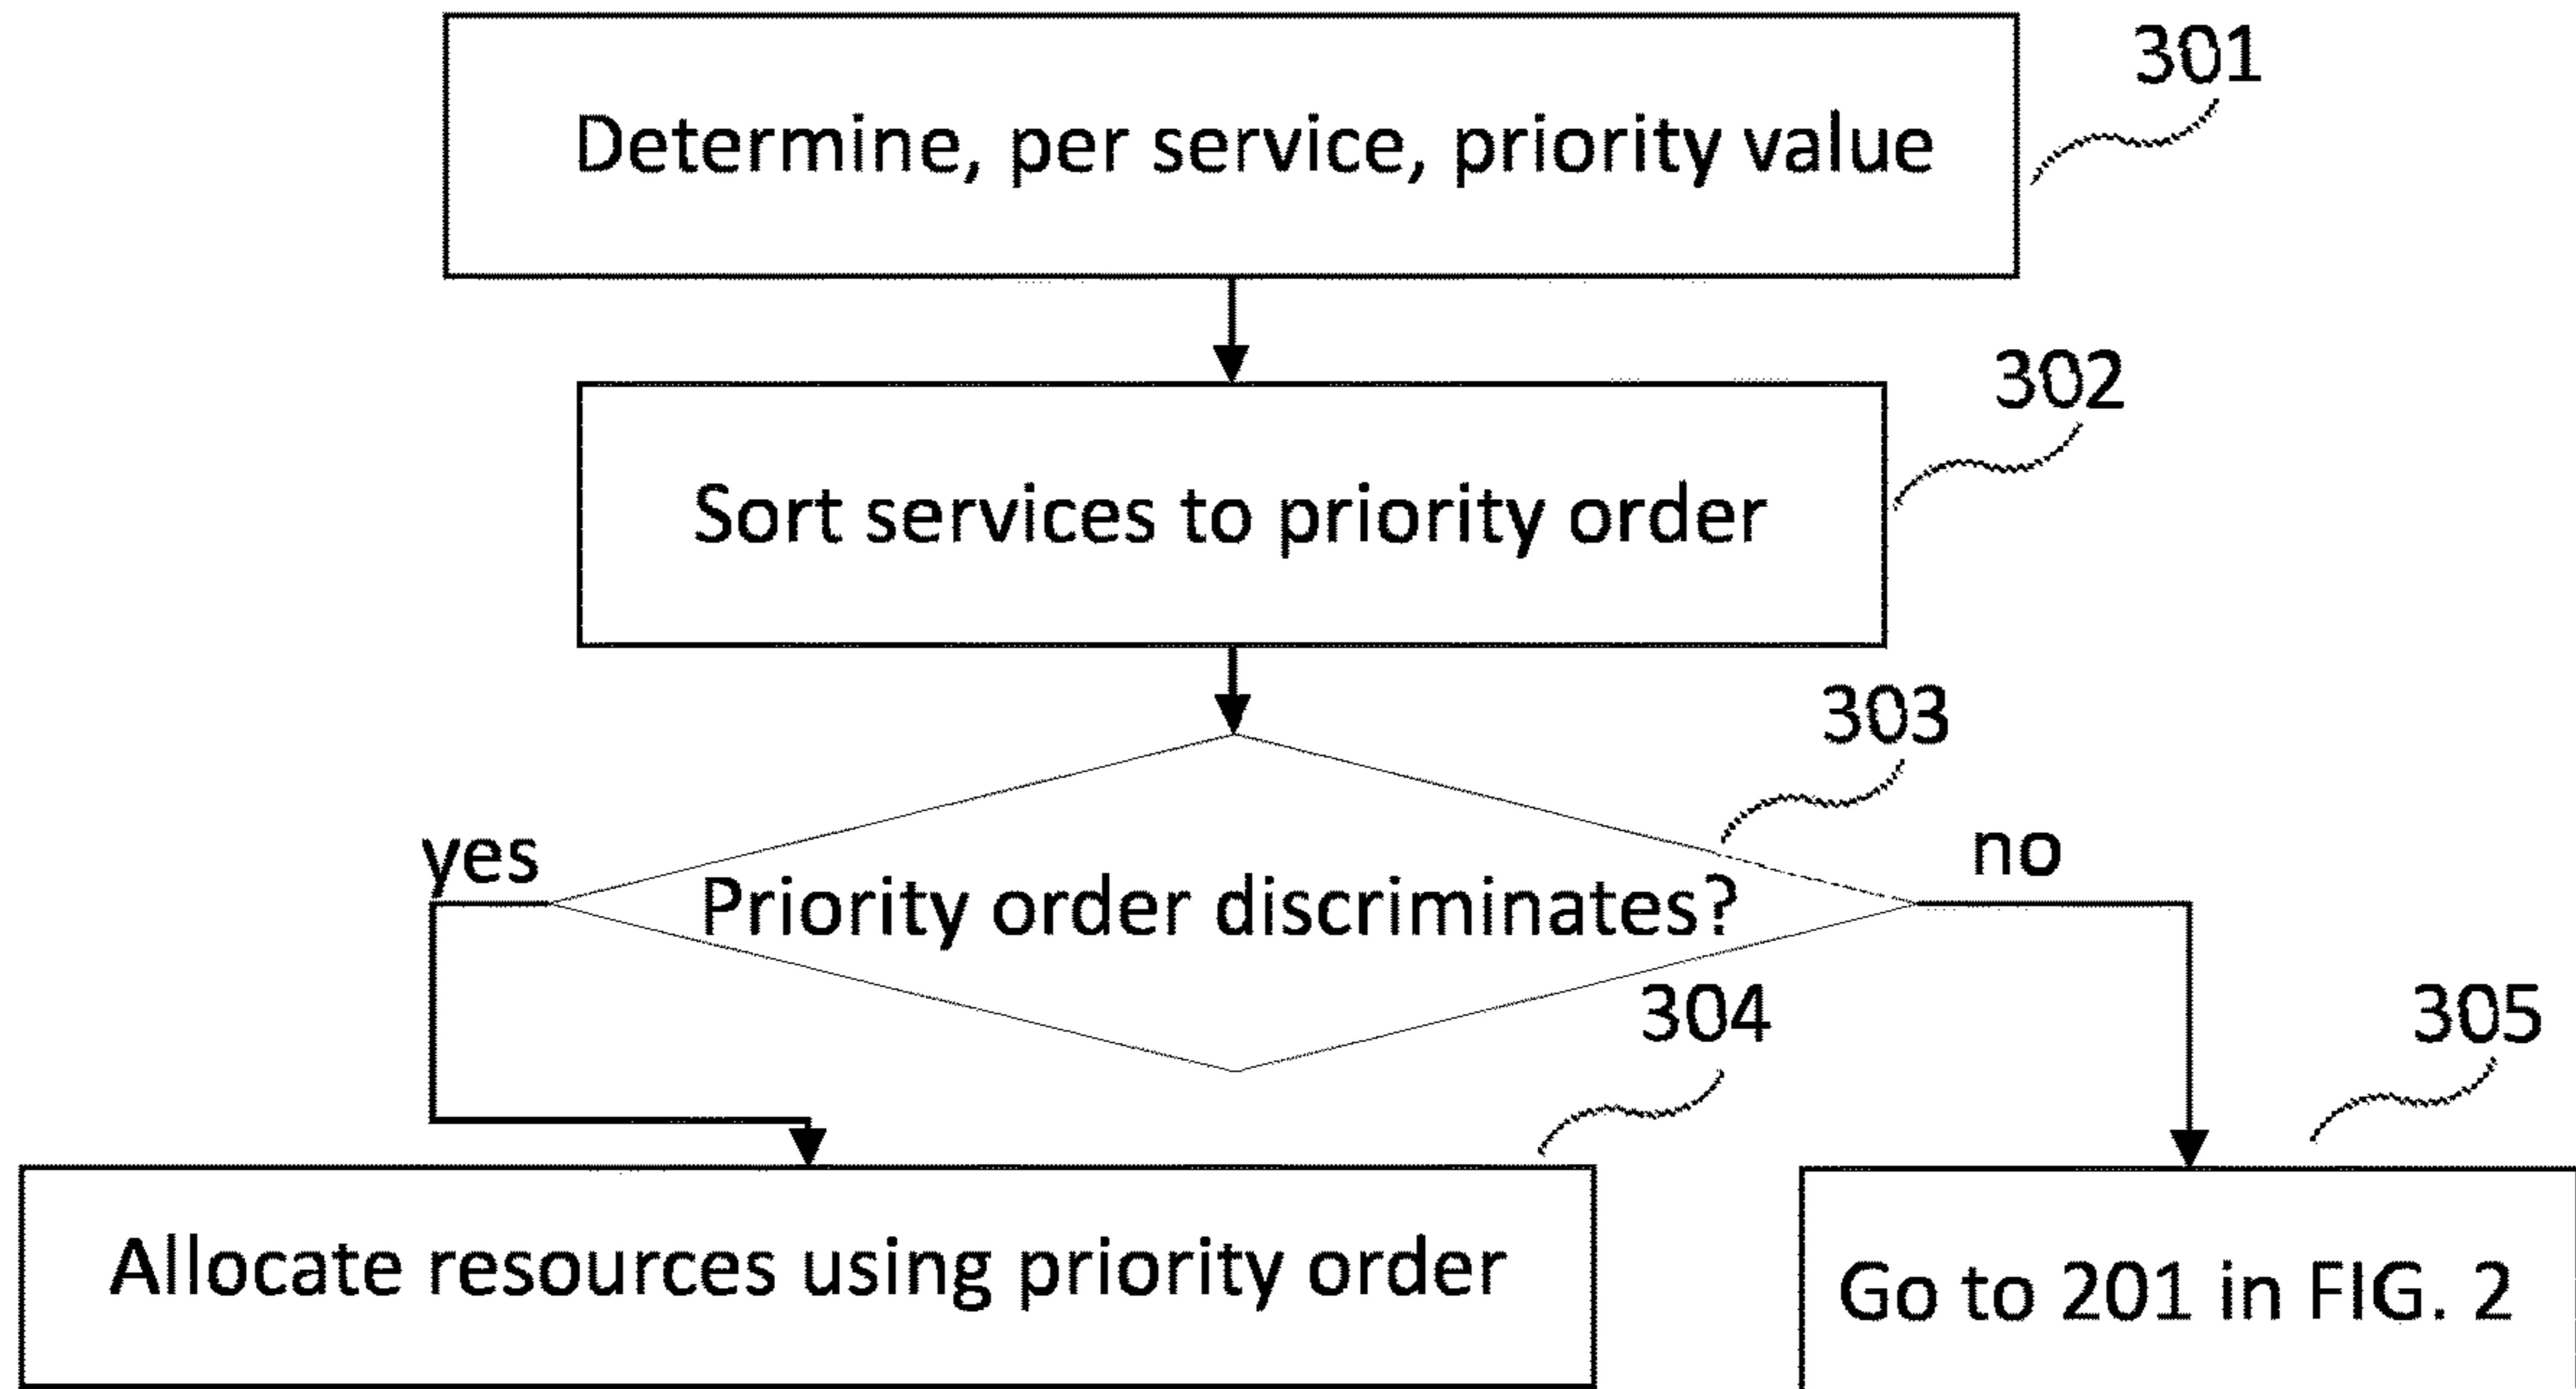 301
Determine, per service, priority value
302
Sort services to priority order
303
yes
no
Priority order discriminates?
304
305
Allocate resources using priority order
Go to 201 in FIG. 2